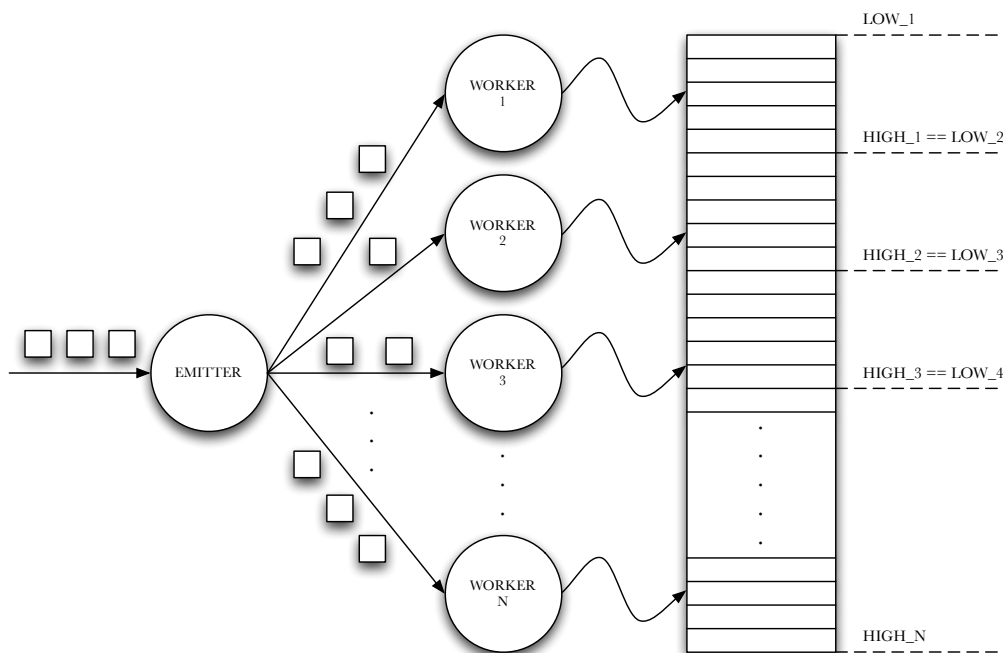 LOW_1
WORKER
1
HIGH_1 == LOW_2
WORKER
2
HIGH_2 == LOW_3
EMITTER
WORKER
3
HIGH_3 == LOW_4
WORKER
N
HIGH_N